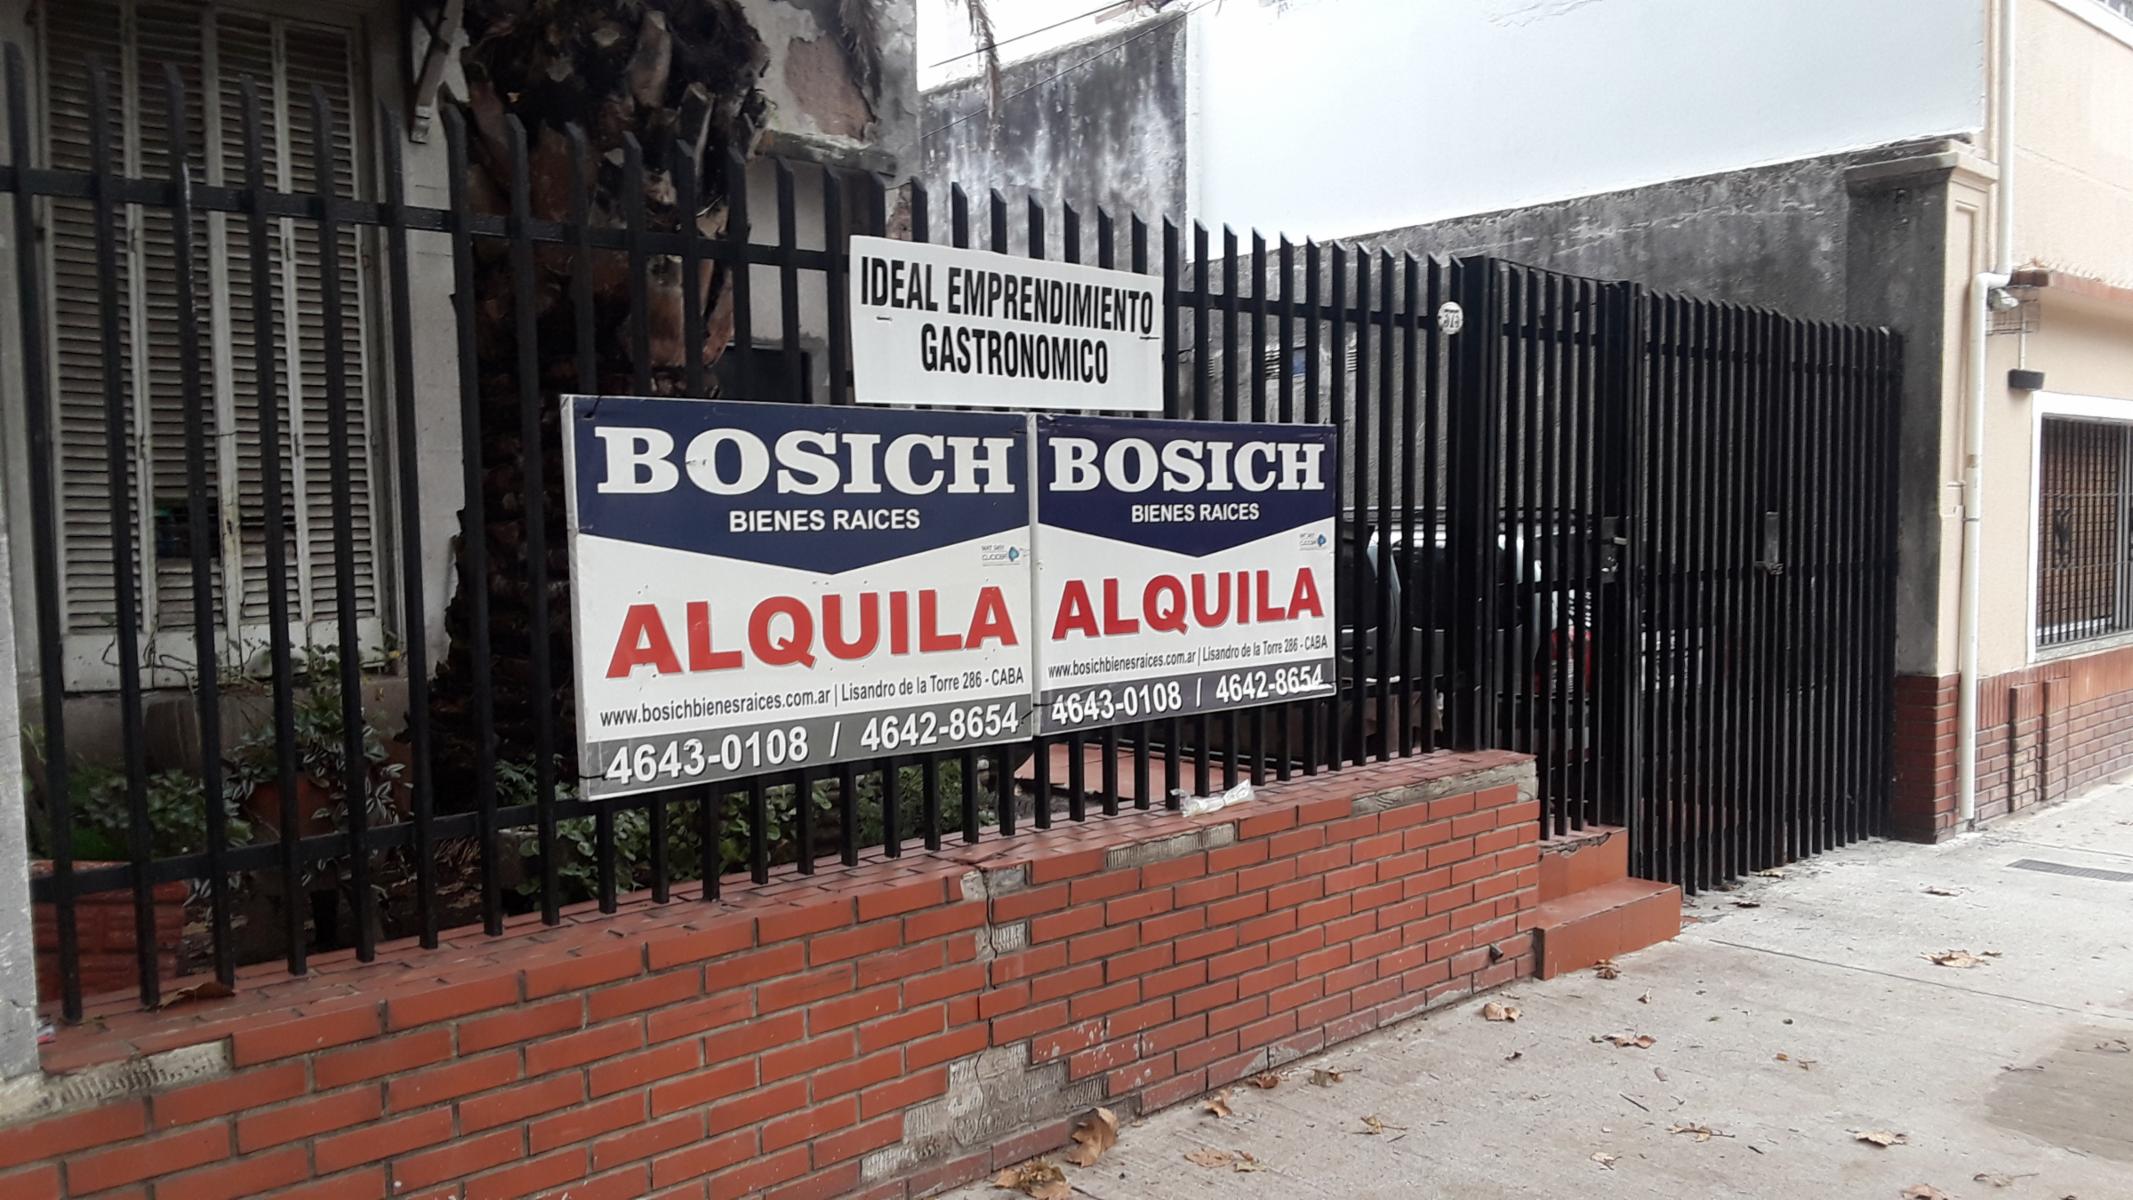 IDEAL EMPRENDIMIENTO
GASTRONOMICO
BOSICH
BIENES RAICES
ALQUILA
www.bosichbienesraices.com.ar | Lisandro de la Torre 286 - CABA
4643-0108 / 4642-8654
BOSICH
BIENES RAICES
ALQUILA
www.bosichbienesraices.com.ar | Lisandro de la Torre 286 - CABA
4643-0108 / 4642-8654